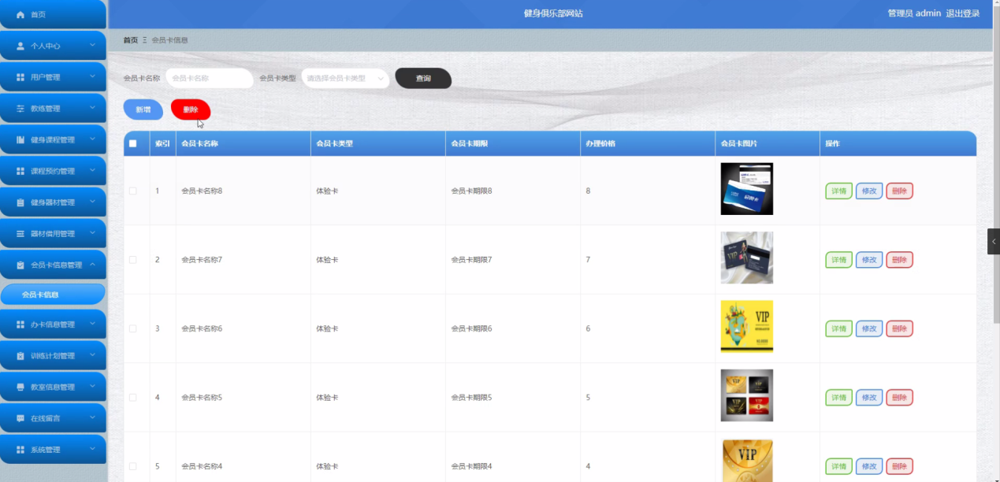 健身俱乐部网站
管理员 admin 退出登录
首页
个人中心
用户管理
教练管理
健身课程管理
课程预约管理
健身器材管理
器材借用管理
会员卡信息管理
会员卡信息
办卡信息管理
训练计划管理
教室信息管理
在线留言
系统管理
首页 Ξ 会员卡信息
会员卡名称 会员卡名称 会员卡类型 请选择会员卡类型 查询
新增 删除
索引 会员卡名称 会员卡类型 会员卡期限 办理价格 会员卡图片 操作
1 会员卡名称8 体验卡 会员卡期限8 8 详情 修改 删除
2 会员卡名称7 体验卡 会员卡期限7 7 VIP 详情 修改 删除
3 会员卡名称6 体验卡 会员卡期限6 6 VIP 详情 修改 删除
4 会员卡名称5 体验卡 会员卡期限5 5 VIP VIP VIP VIP 详情 修改 删除
5 会员卡名称4 体验卡 会员卡期限4 4 VIP 详情 修改 删除